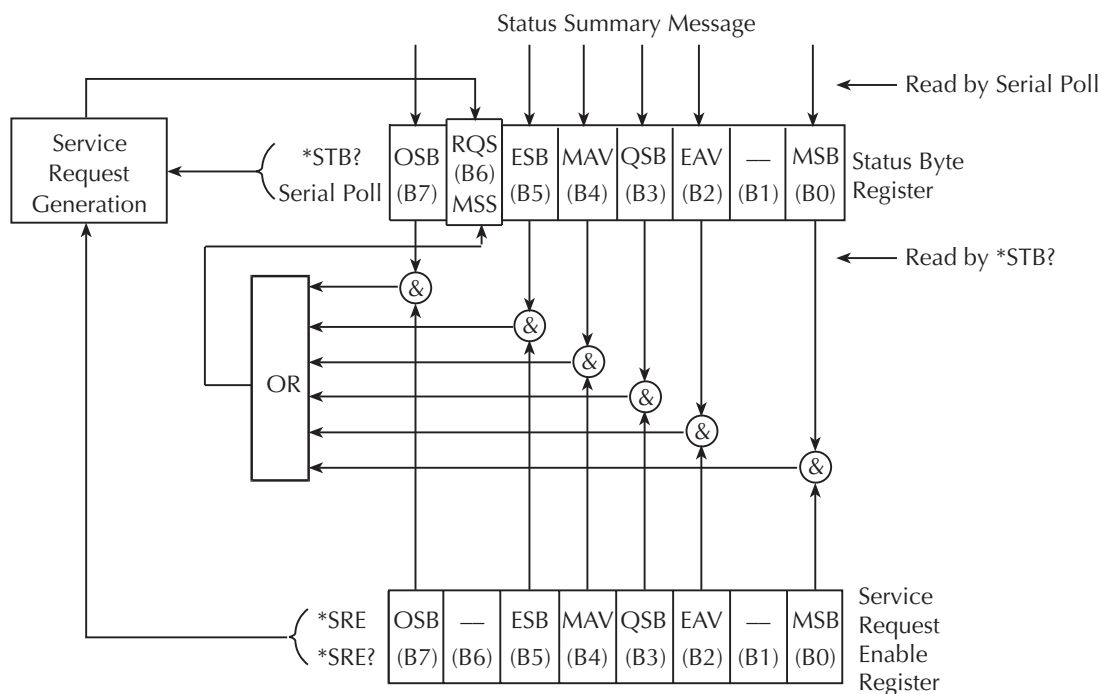 Status Summary Message
Read by Serial Poll
Service
Request
Generation
*STB?
Serial Poll
OSB
(B7)
RQS
(B6)
MSS
ESB
(B5)
MAV
(B4)
QSB
(B3)
EAV
(B2)
—
(B1)
MSB
(B0)
Status Byte
Register
Read by *STB?
&
&
&
OR
&
&
&
*SRE
*SRE?
OSB
(B7)
—
(B6)
ESB
(B5)
MAV
(B4)
QSB
(B3)
EAV
(B2)
—
(B1)
MSB
(B0)
Service
Request
Enable
Register